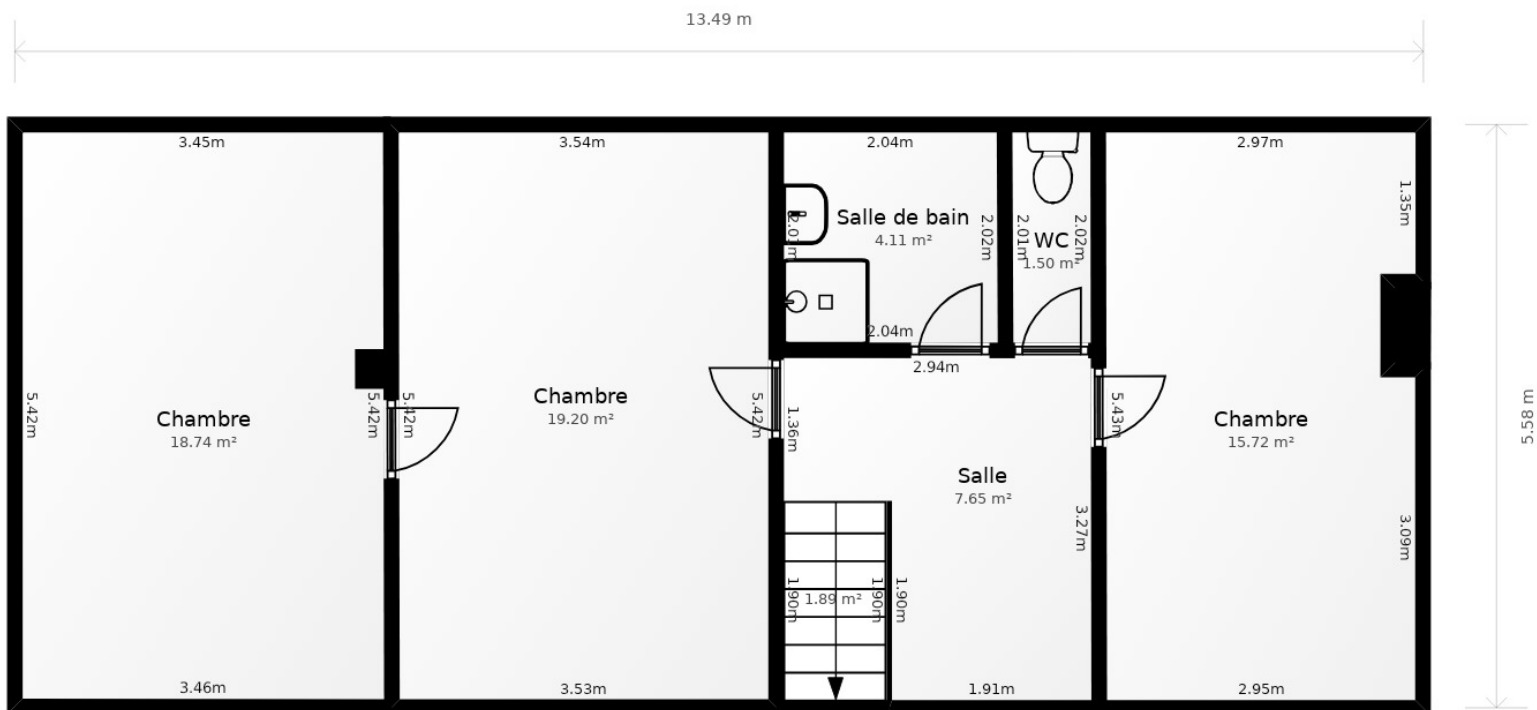 13.49 m
3.45m
3.54m
2.04m
2.97m
1.35m
Salle de bain
4.11 m²
2.02m
2.01m
2.02m
WC
1.50 m²
2.04m
2.94m
5.42m
Chambre
18.74 m²
5.42m
5.42m
Chambre
19.20 m²
5.42m
1.36m
5.43m
Chambre
15.72 m²
5.58 m
Salle
7.65 m²
3.27m
3.09m
1.90m
1.89 m²
1.90m
1.90m
3.46m
3.53m
1.91m
2.95m